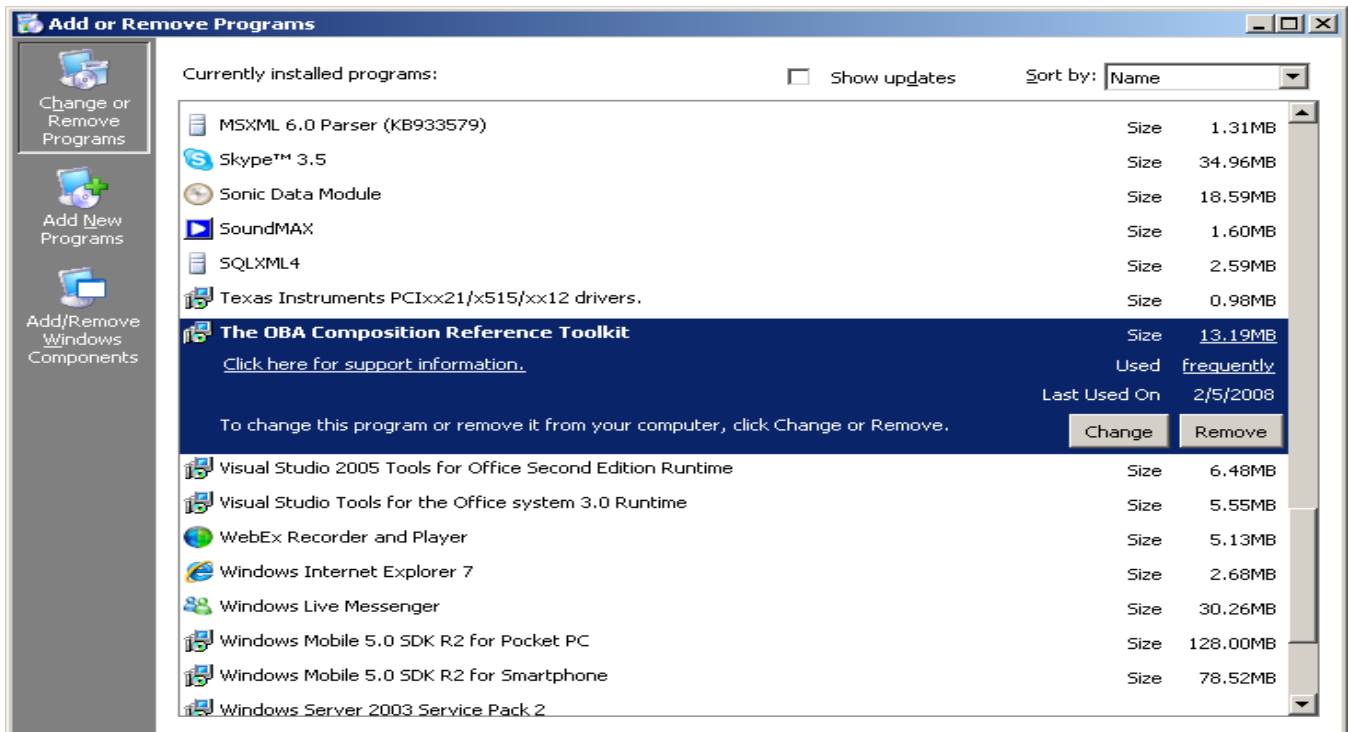 Add or Remove Programs
Change or
Remove
Programs
Add New
Programs
Add/Remove
Windows
Components
Currently installed programs:
Show updates
Sort by: Name
MSXML 6.0 Parser (KB933579) Size 1.31MB
Skype™ 3.5 Size 34.96MB
Sonic Data Module Size 18.59MB
SoundMAX Size 1.60MB
SQLXML4 Size 2.59MB
Texas Instruments PCIxx21/x515/xx12 drivers. Size 0.98MB
The OBA Composition Reference Toolkit Size 13.19MB
Click here for support information. Used frequently
Last Used On 2/5/2008
To change this program or remove it from your computer, click Change or Remove. Change Remove
Visual Studio 2005 Tools for Office Second Edition Runtime Size 6.48MB
Visual Studio Tools for the Office system 3.0 Runtime Size 5.55MB
WebEx Recorder and Player Size 5.13MB
Windows Internet Explorer 7 Size 2.68MB
Windows Live Messenger Size 30.26MB
Windows Mobile 5.0 SDK R2 for Pocket PC Size 128.00MB
Windows Mobile 5.0 SDK R2 for Smartphone Size 78.52MB
Windows Server 2003 Service Pack 2